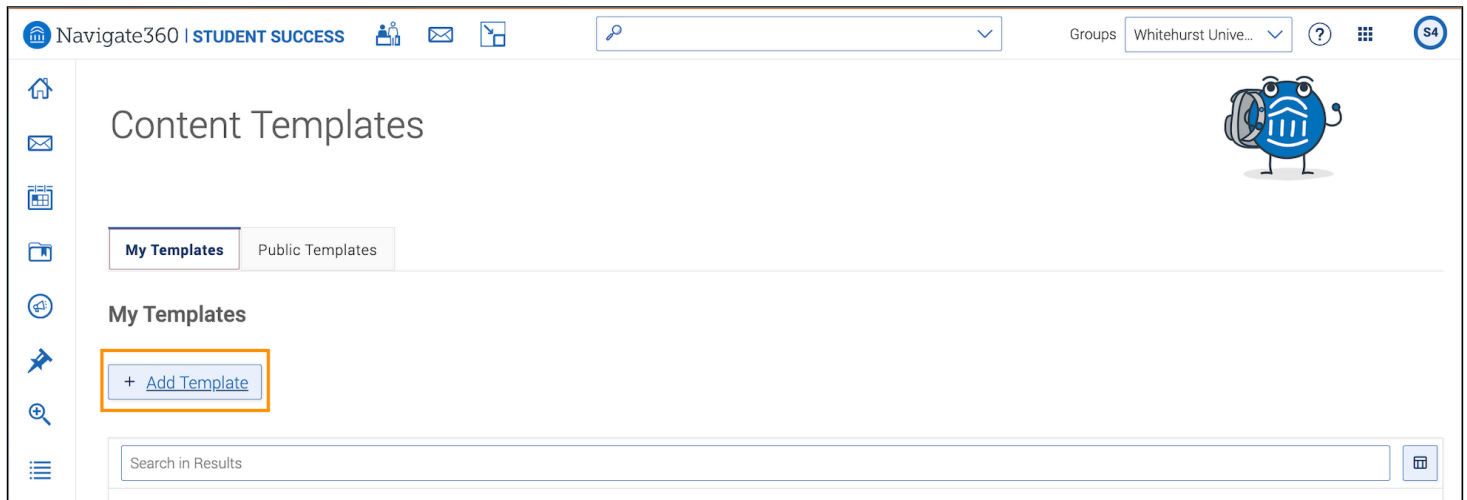 Navigate360 | STUDENT SUCCESS Groups Whitehurst Unive... ? S4
Content Templates
My Templates Public Templates
My Templates
+ Add Template
Search in Results